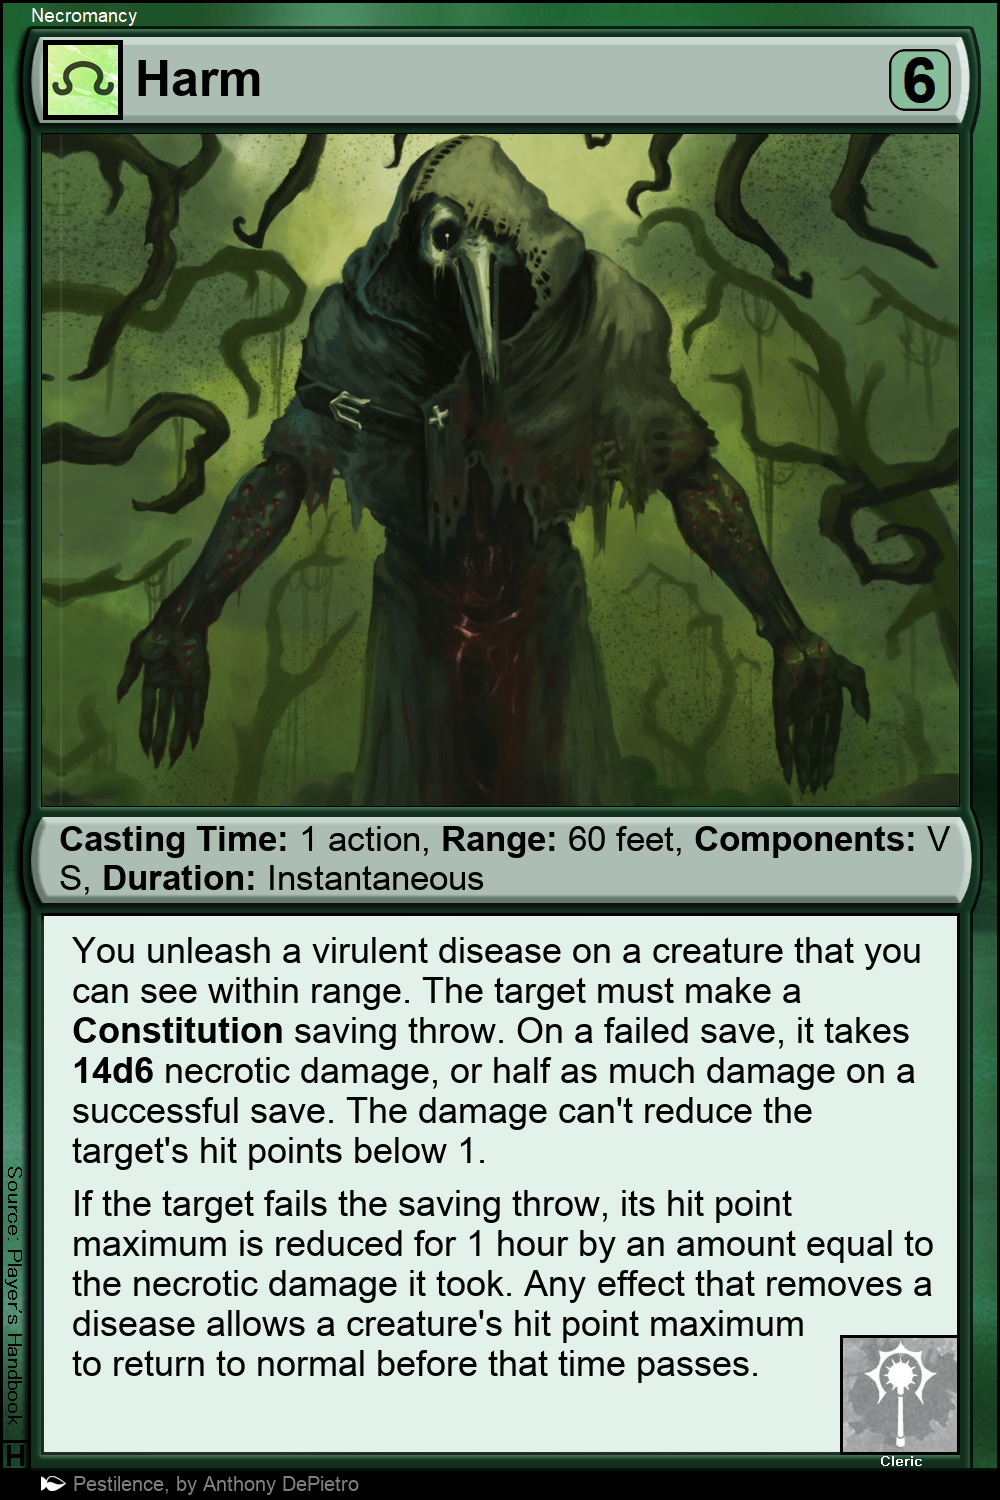 Necromancy
Harm
6
Casting Time: 1 action, Range: 60 feet, Components: V
S, Duration: Instantaneous
You unleash a virulent disease on a creature that you
can see within range. The target must make a
Constitution saving throw. On a failed save, it takes
14d6 necrotic damage, or half as much damage on a
successful save. The damage can't reduce the
target's hit points below 1.
If the target fails the saving throw, its hit point
maximum is reduced for 1 hour by an amount equal to
the necrotic damage it took. Any effect that removes a
disease allows a creature's hit point maximum
to return to normal before that time passes.
Source: Player's Handbook
H
Cleric
Pestilence, by Anthony DePietro